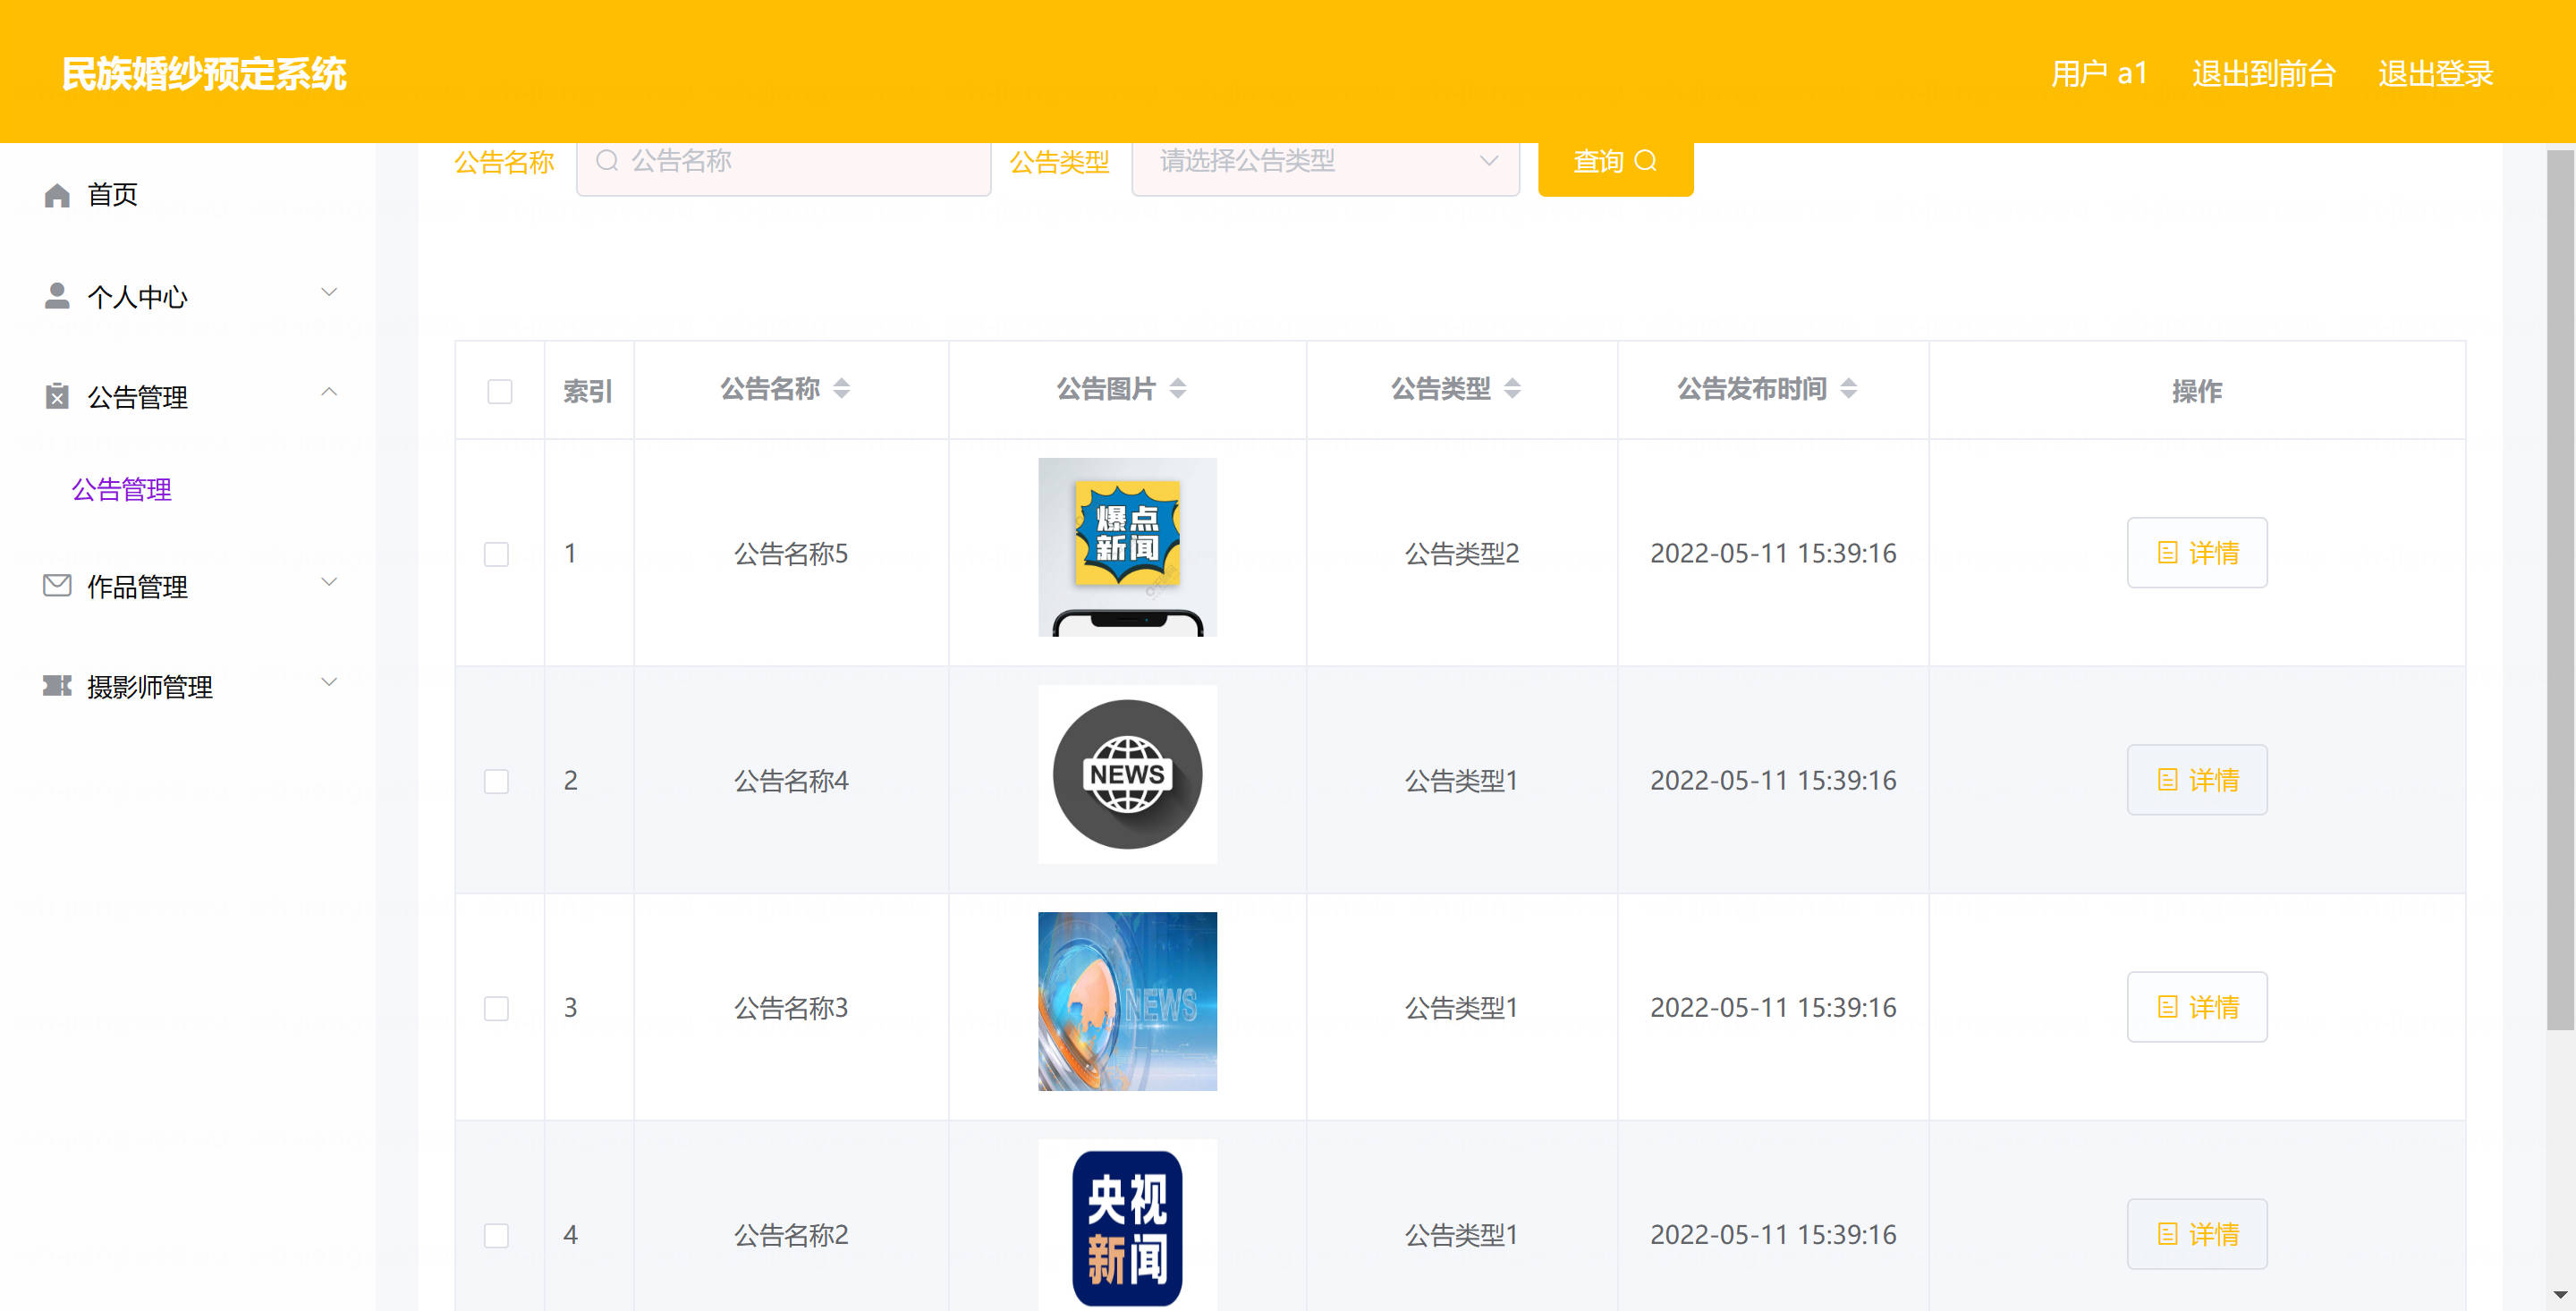 民族婚纱预定系统
用户 a1 退出到前台 退出登录
公告名称 公告名称 公告类型 请选择公告类型 查询
首页
个人中心
公告管理
公告管理
作品管理
摄影师管理
索引 公告名称 公告图片 公告类型 公告发布时间 操作
爆点
新闻
1 公告名称5 公告类型2 2022-05-11 15:39:16 详情
NEWS
2 公告名称4 公告类型1 2022-05-11 15:39:16 详情
NEWS
3 公告名称3 公告类型1 2022-05-11 15:39:16 详情
央视
新闻
4 公告名称2 公告类型1 2022-05-11 15:39:16 详情